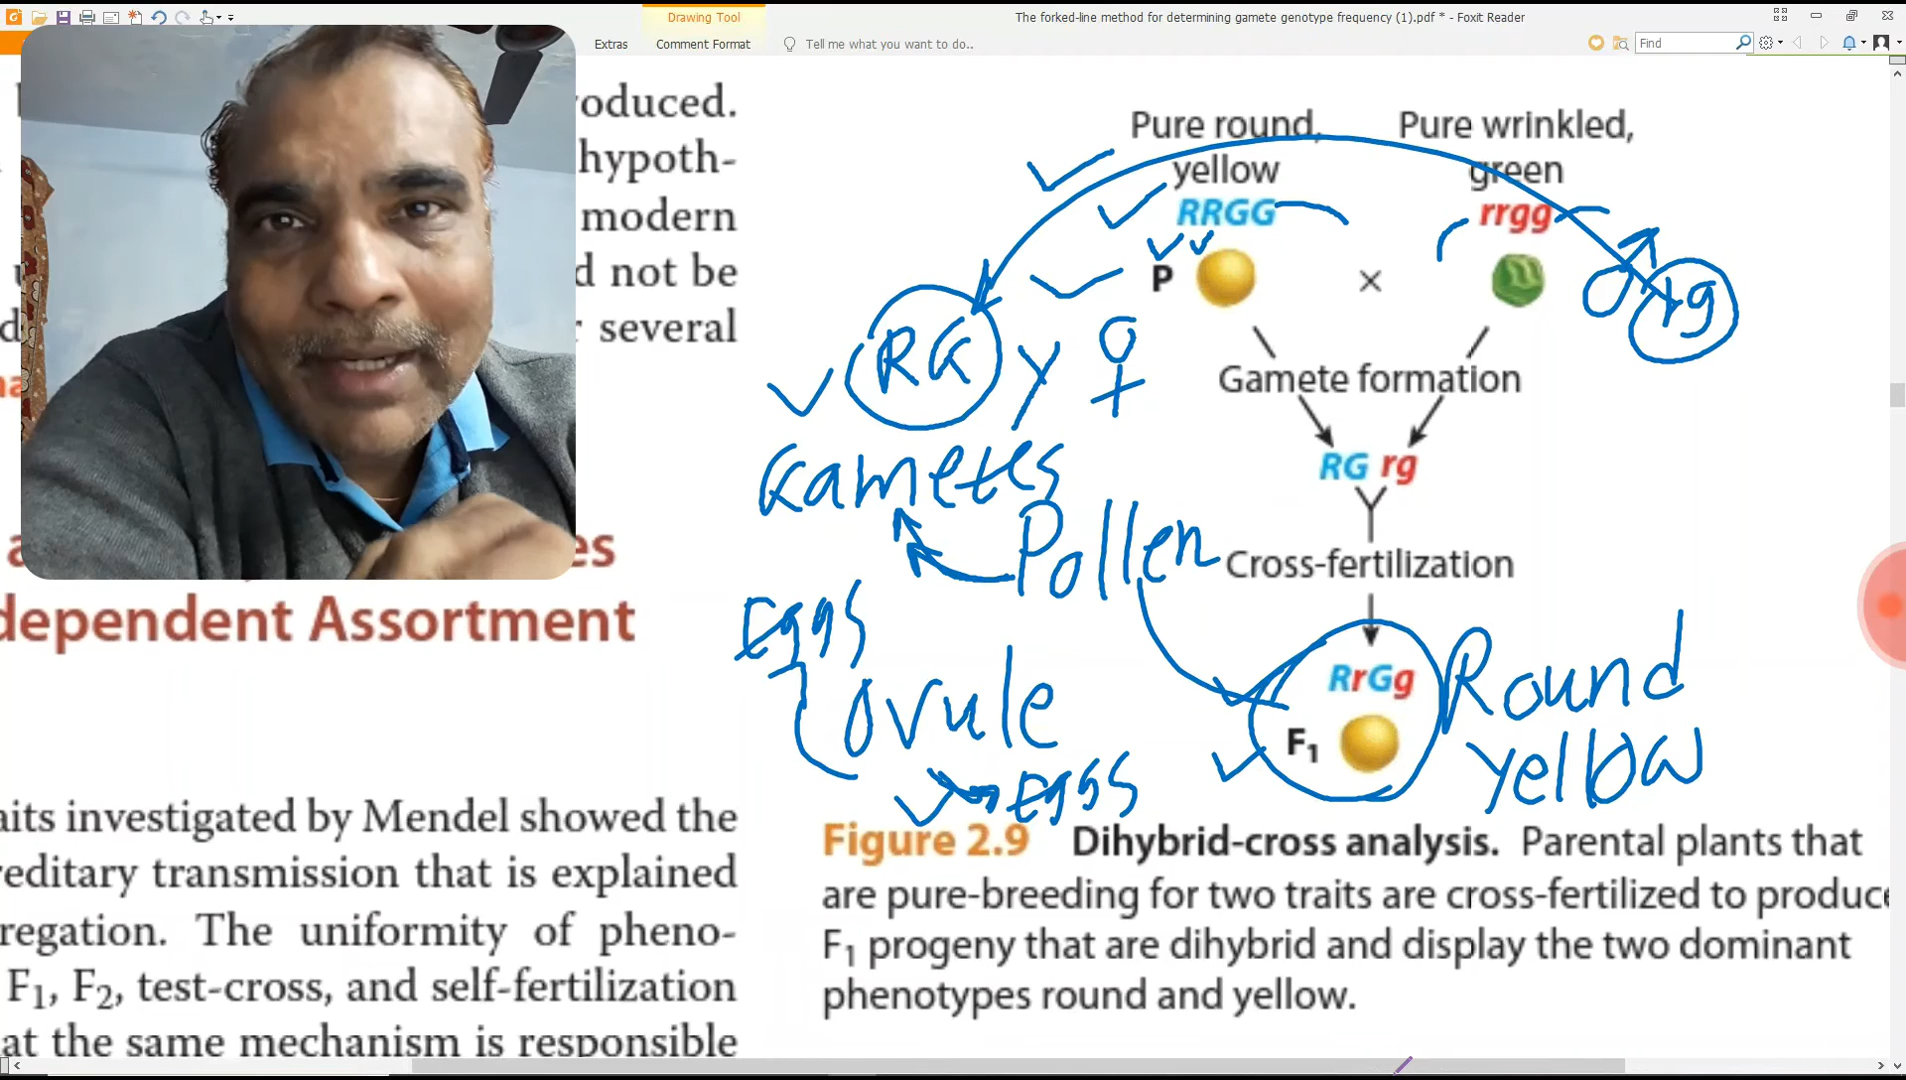 Drawing Tool
The forked-line method for determining gamete genotype frequency (1).pdf * - Foxit Reader
Extras
Comment Format
Tell me what you want to do..
Find
oduced.
hypoth-
modern
d not be
r several
es
dependent Assortment
aits investigated by Mendel showed the
reditary transmission that is explained
regation. The uniformity of pheno-
F1, F2, test-cross, and self-fertilization
at the same mechanism is responsible
Pure round,
yellow
RRGG
Pure wrinkled,
green
rrgg
P
×
rg
RG
♀
Gamete formation
RG rg
Gametes
Pollen
Cross-fertilization
Eggs
ovule
Eggs
RrGg
F1
Round
yellow
Figure 2.9 Dihybrid-cross analysis. Parental plants that
are pure-breeding for two traits are cross-fertilized to produce
F1 progeny that are dihybrid and display the two dominant
phenotypes round and yellow.